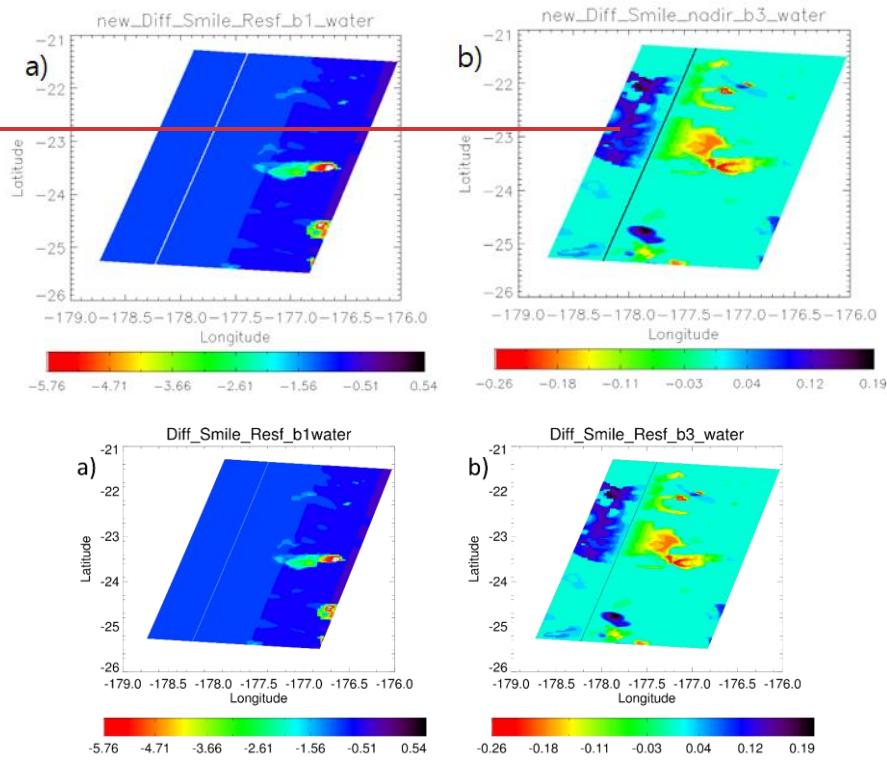 new_Diff_Smile_Resf_b1_water
a)
-21
-22
-23
-24
-25
-26
Latitude
-179.0 -178.5 -178.0 -177.5 -177.0 -176.5 -176.0
Longitude
-5.76 -4.71 -3.66 -2.61 -1.56 -0.51 0.54
new_Diff_Smile_nadir_b3_water
b)
-21
-22
-23
-24
-25
-26
Latitude
-179.0 -178.5 -178.0 -177.5 -177.0 -176.5 -176.0
Longitude
-0.26 -0.18 -0.11 -0.03 0.04 0.12 0.19
Diff_Smile_Resf_b1water
a)
-21
-22
-23
-24
-25
-26
Latitude
-179.0 -178.5 -178.0 -177.5 -177.0 -176.5 -176.0
Longitude
-5.76 -4.71 -3.66 -2.61 -1.56 -0.51 0.54
Diff_Smile_Resf_b3_water
b)
-21
-22
-23
-24
-25
-26
Latitude
-179.0 -178.5 -178.0 -177.5 -177.0 -176.5 -176.0
Longitude
-0.26 -0.18 -0.11 -0.03 0.04 0.12 0.19